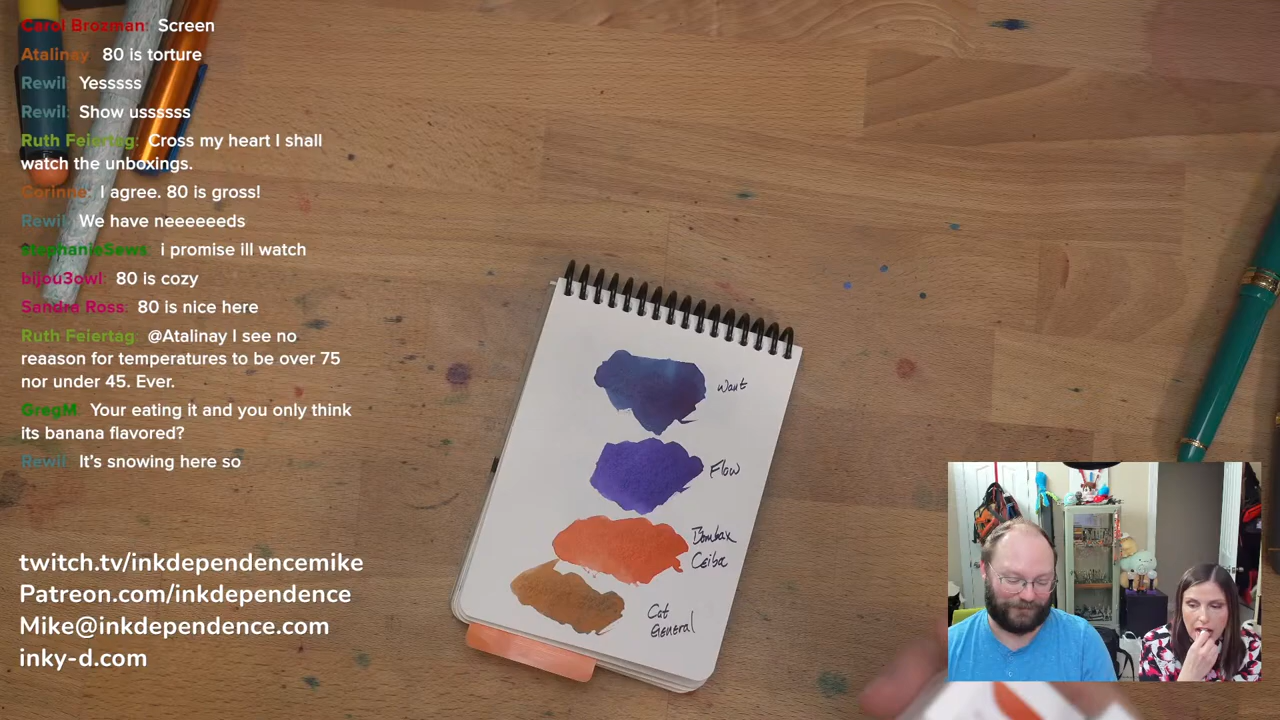 Carol Brozman: Screen
Atalinay: 80 is torture
Rewil: Yesssss
Rewil: Show ussssss
Ruth Feiertag: Cross my heart I shall
watch the unboxings.
Corinne: I agree. 80 is gross!
Rewil: We have neeeeeds
stephanieSews: i promise ill watch
bijou3owl: 80 is cozy
Sandra Ross: 80 is nice here
Ruth Feiertag: @Atalinay I see no
reaason for temperatures to be over 75
nor under 45. Ever.
GregM: Your eating it and you only think
its banana flavored?
Rewil: It's snowing here so
twitch.tv/inkdependencemike
Patreon.com/inkdependence
Mike@inkdependence.com
inky-d.com
Want
Flow
Bombax
Ceiba
Cat
General